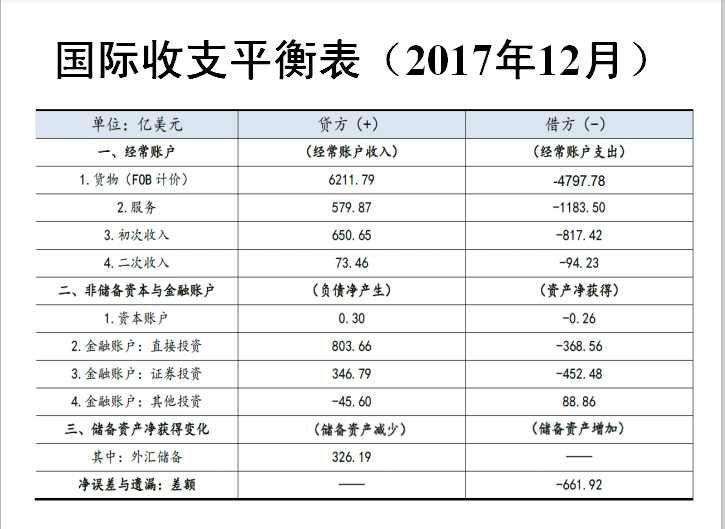 国际收支平衡表（2017年12月）
单位：亿美元 贷方（+） 借方（-）
一、经常账户 （经常账户收入） （经常账户支出）
1.货物（FOB计价） 6211.79 -4797.78
2.服务 579.87 -1183.50
3.初次收入 650.65 -817.42
4.二次收入 73.46 -94.23
二、非储备资本与金融账户 （负债净产生） （资产净获得）
1.资本账户 0.30 -0.26
2.金融账户：直接投资 803.66 -368.56
3.金融账户：证券投资 346.79 -452.48
4.金融账户：其他投资 -45.60 88.86
三、储备资产净获得变化 （储备资产减少） （储备资产增加）
其中：外汇储备 326.19 ——
净误差与遗漏：差额 —— -661.92